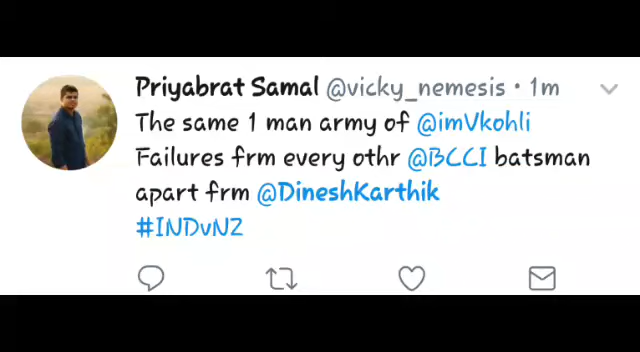 Priyabrat Samal @vicky_nemesis • 1m
The same 1 man army of @imVkohli
Failures frm every othr @BCCI batsman
apart frm @DineshKarthik
#INDvNZ